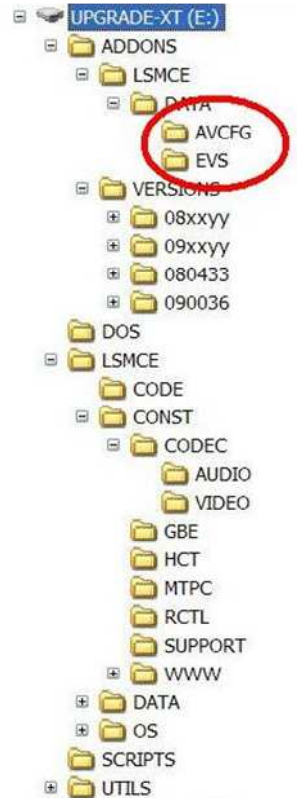 UPGRADE-XT (E:)
ADDONS
LSMCE
DATA
AVCFG
EVS
VERSIONS
08xxyy
09xxyy
080433
090036
DOS
LSMCE
CODE
CONST
CODEC
AUDIO
VIDEO
GBE
HCT
MTPC
RCTL
SUPPORT
WWW
DATA
OS
SCRIPTS
UTILS